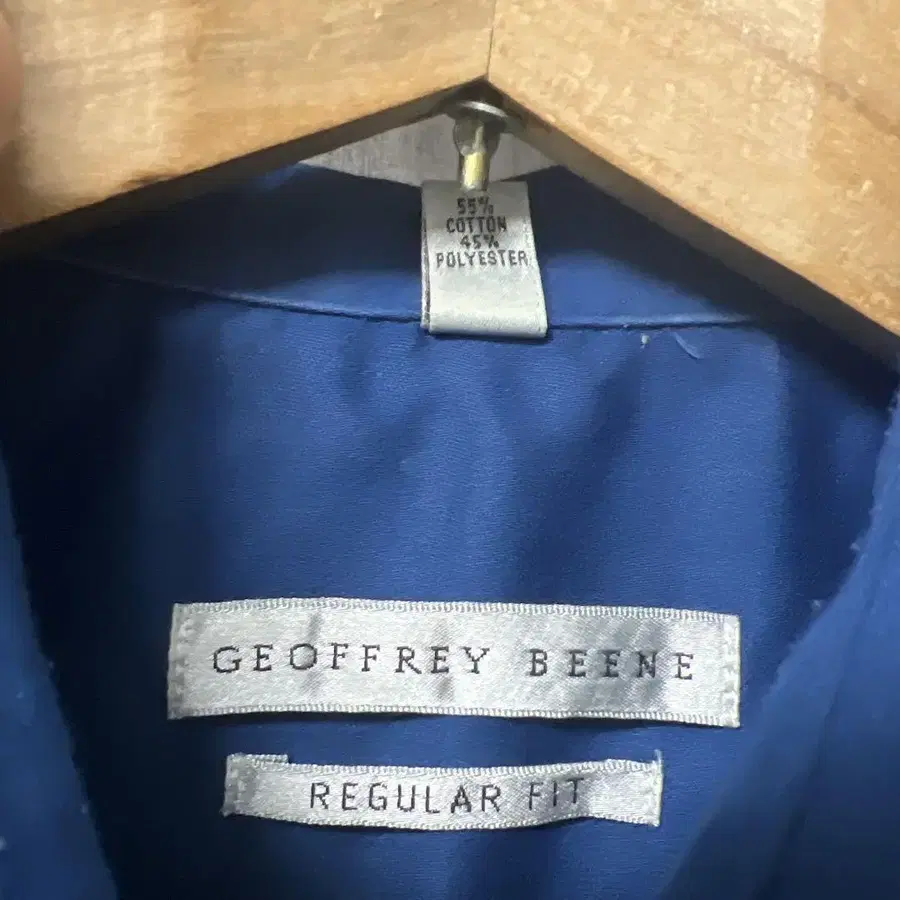 55%
COTTON
45%
POLYESTER
GEOFFREY BEENE
REGULAR FIT